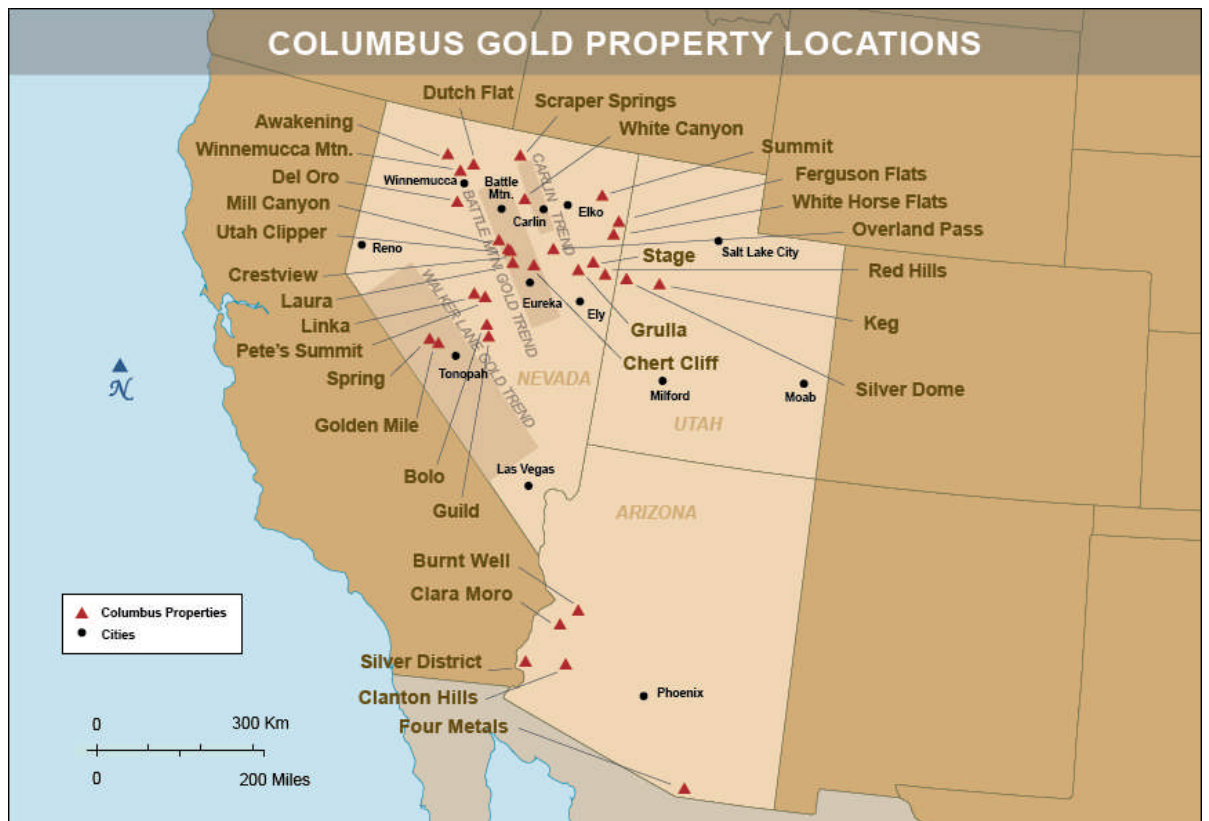 COLUMBUS GOLD PROPERTY LOCATIONS
Dutch Flat
Scraper Springs
Awakening
White Canyon
Winnemucca Mtn.
Summit
Del Oro
Ferguson Flats
Mill Canyon
White Horse Flats
Utah Clipper
Overland Pass
Crestview
Stage
Red Hills
Laura
Linka
Keg
Pete's Summit
Grulla
Spring
Chert Cliff
Golden Mile
Silver Dome
Bolo
Guild
Burnt Well
Clara Moro
Silver District
Clanton Hills
Four Metals
Winnemucca
Battle
Mtn.
Carlin
Elko
Reno
Salt Lake City
Eureka
Ely
Tonopah
Milford
Moab
Las Vegas
Phoenix
CARLIN TREND
BATTLE MTN. GOLD TREND
WALKER LANE GOLD TREND
NEVADA
UTAH
ARIZONA
N
Columbus Properties
Cities
0
300 Km
0
200 Miles